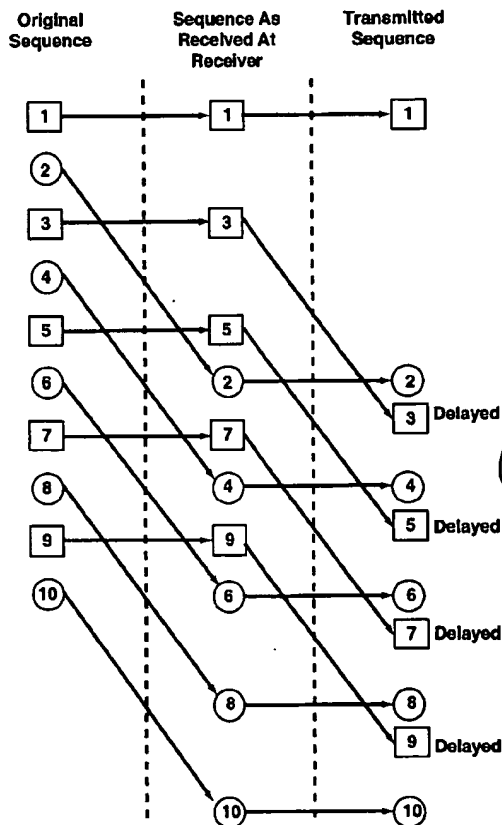 Original
Sequence
Sequence As
Received At
Receiver
Transmitted
Sequence
1 1 1
2
3 3
4
5 5
6 2 2
3 Delayed
7 7
8 4 4
5 Delayed
9 9
10 6 6
7 Delayed
8 8
9 Delayed
10 10